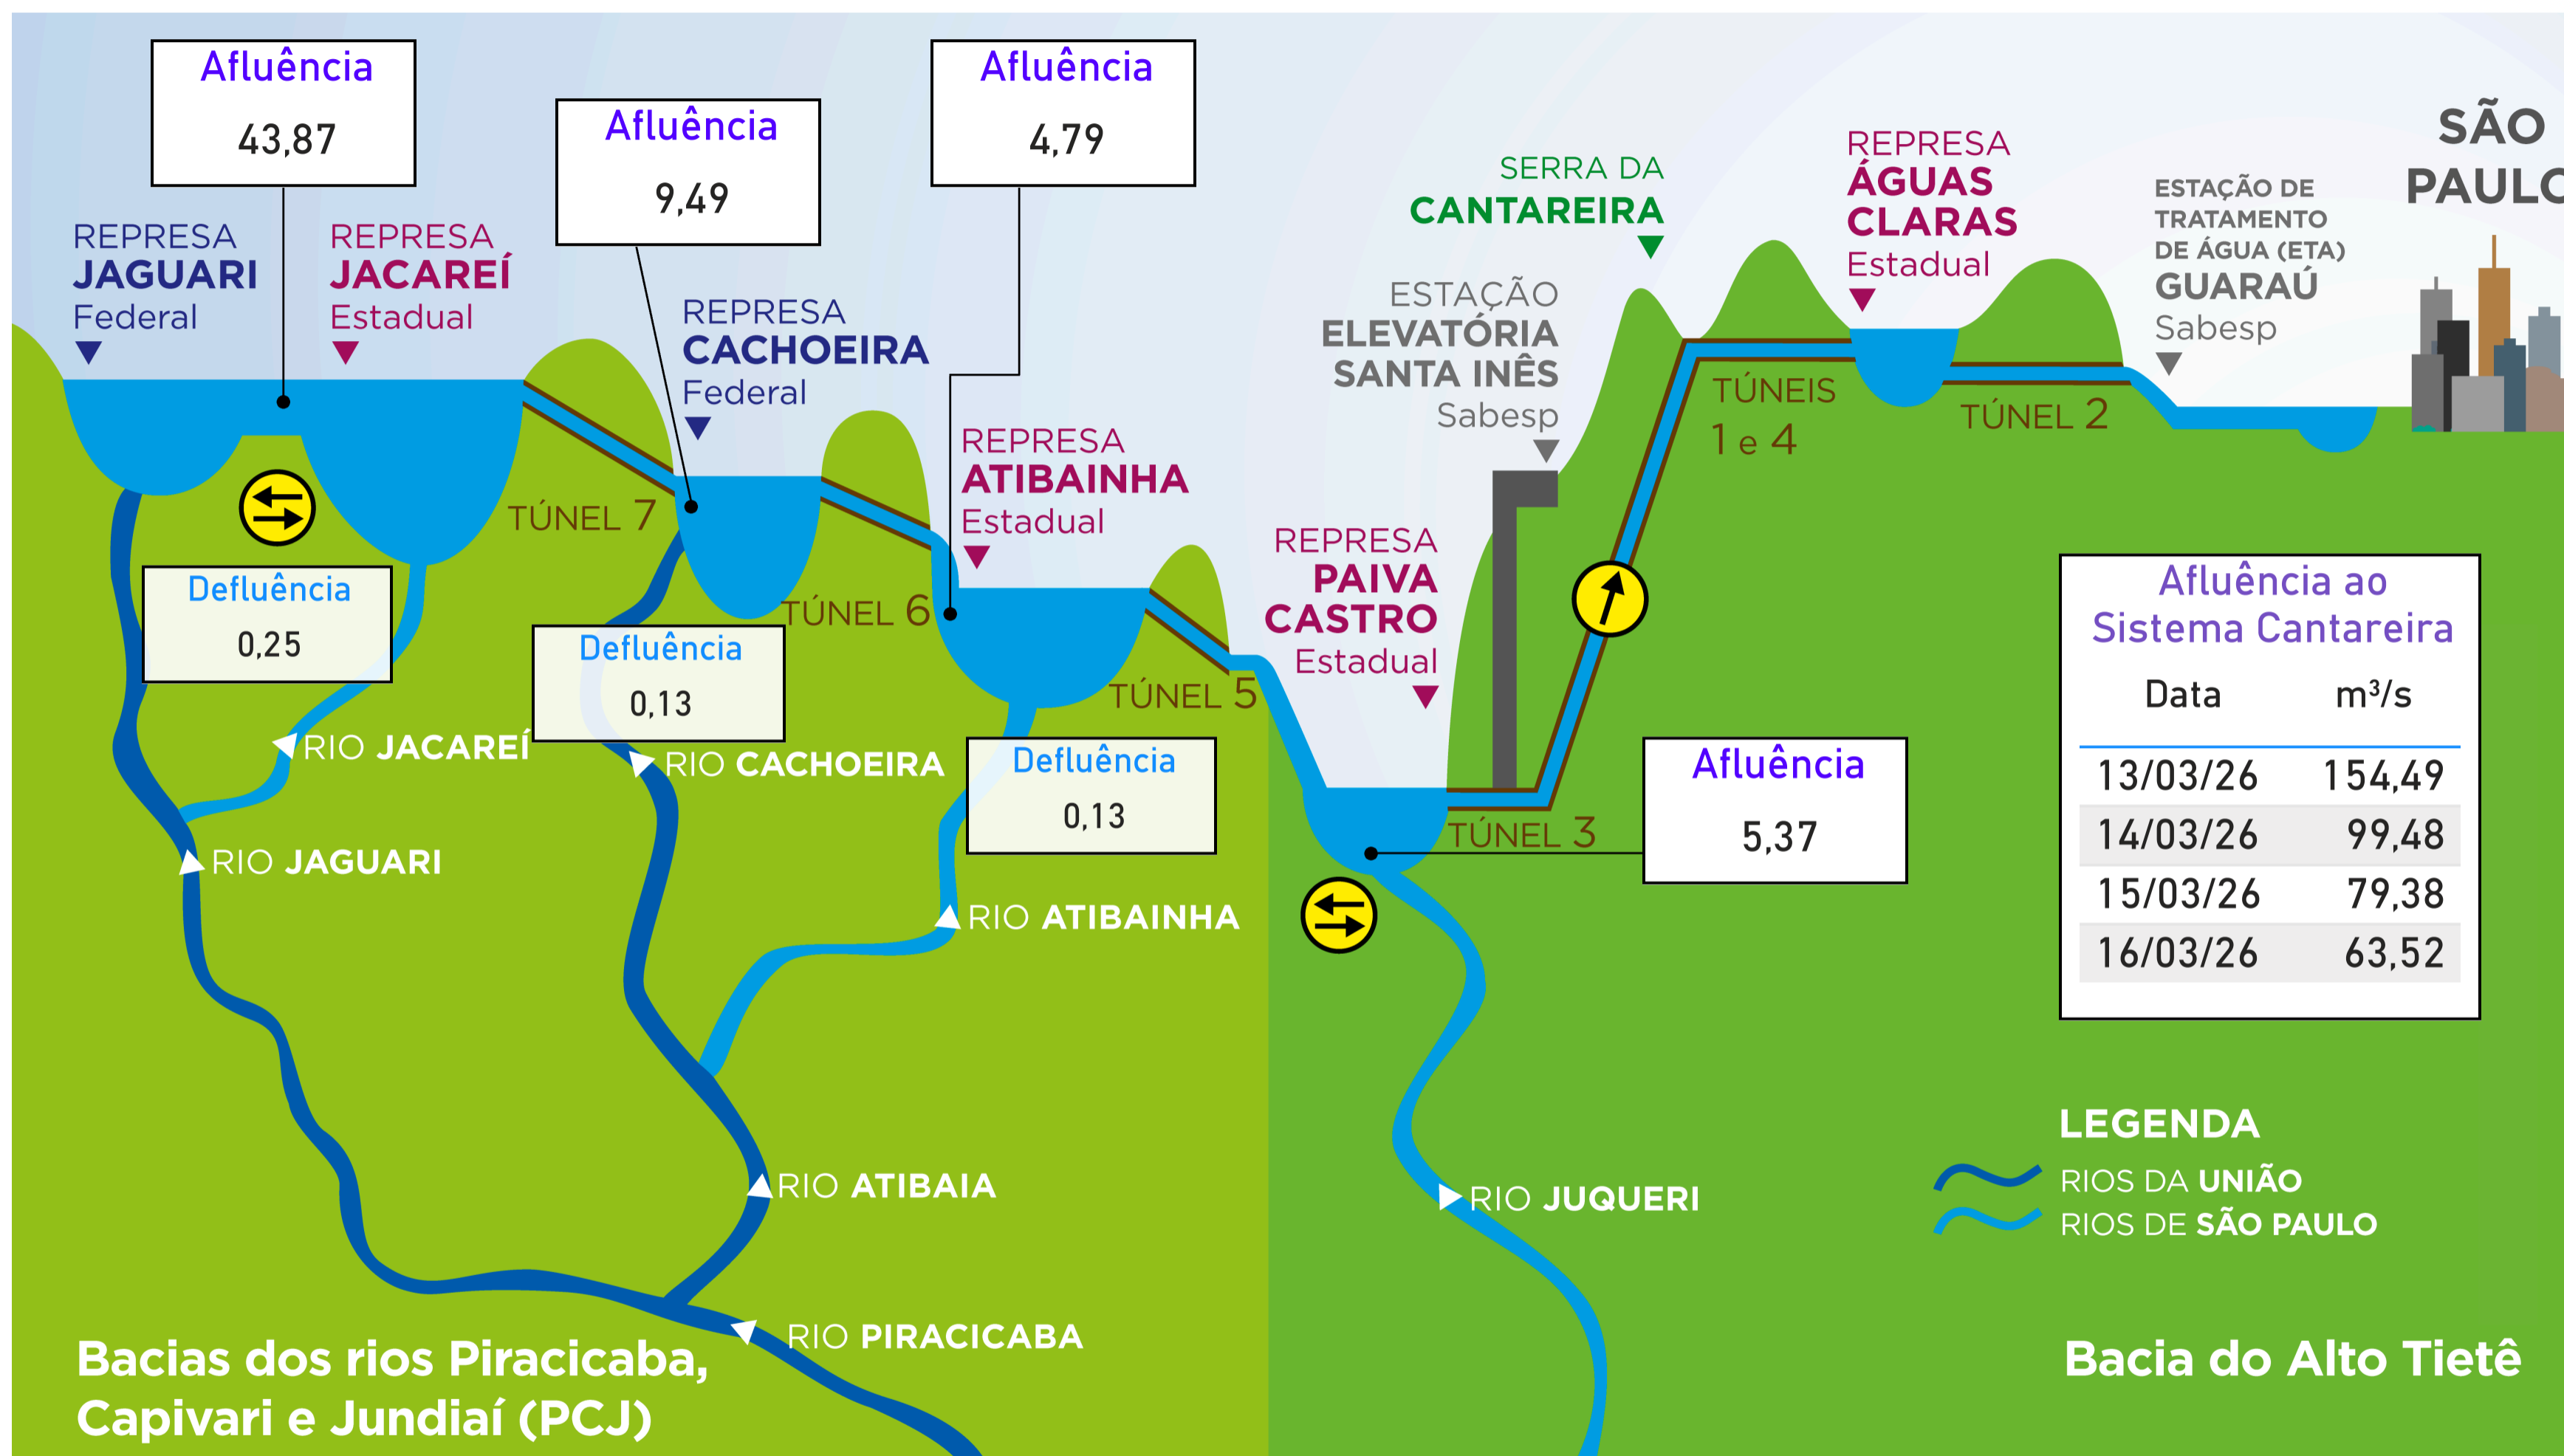 Afluência
43,87
Afluência
9,49
Afluência
4,79
REPRESA
JAGUARI
Federal
REPRESA
JACAREÍ
Estadual
REPRESA
CACHOEIRA
Federal
REPRESA
ATIBAINHA
Estadual
SERRA DA
CANTAREIRA
ESTAÇÃO
ELEVATÓRIA
SANTA INÊS
Sabesp
REPRESA
ÁGUAS
CLARAS
Estadual
ESTAÇÃO DE
TRATAMENTO
DE ÁGUA (ETA)
GUARAÚ
Sabesp
SÃO
PAULO
TÚNEL 7
TÚNEL 6
TÚNEL 5
REPRESA
PAIVA
CASTRO
Estadual
TÚNEIS
1 e 4
TÚNEL 2
TÚNEL 3
Defluência
0,25
Defluência
0,13
Defluência
0,13
Afluência
5,37
RIO JACAREÍ
RIO CACHOEIRA
RIO JAGUARI
RIO ATIBAINHA
RIO ATIBAIA
RIO JUQUERI
RIO PIRACICABA
Afluência ao
Sistema Cantareira
Data m³/s
13/03/26 154,49
14/03/26 99,48
15/03/26 79,38
16/03/26 63,52
LEGENDA
RIOS DA UNIÃO
RIOS DE SÃO PAULO
Bacias dos rios Piracicaba,
Capivari e Jundiaí (PCJ)
Bacia do Alto Tietê